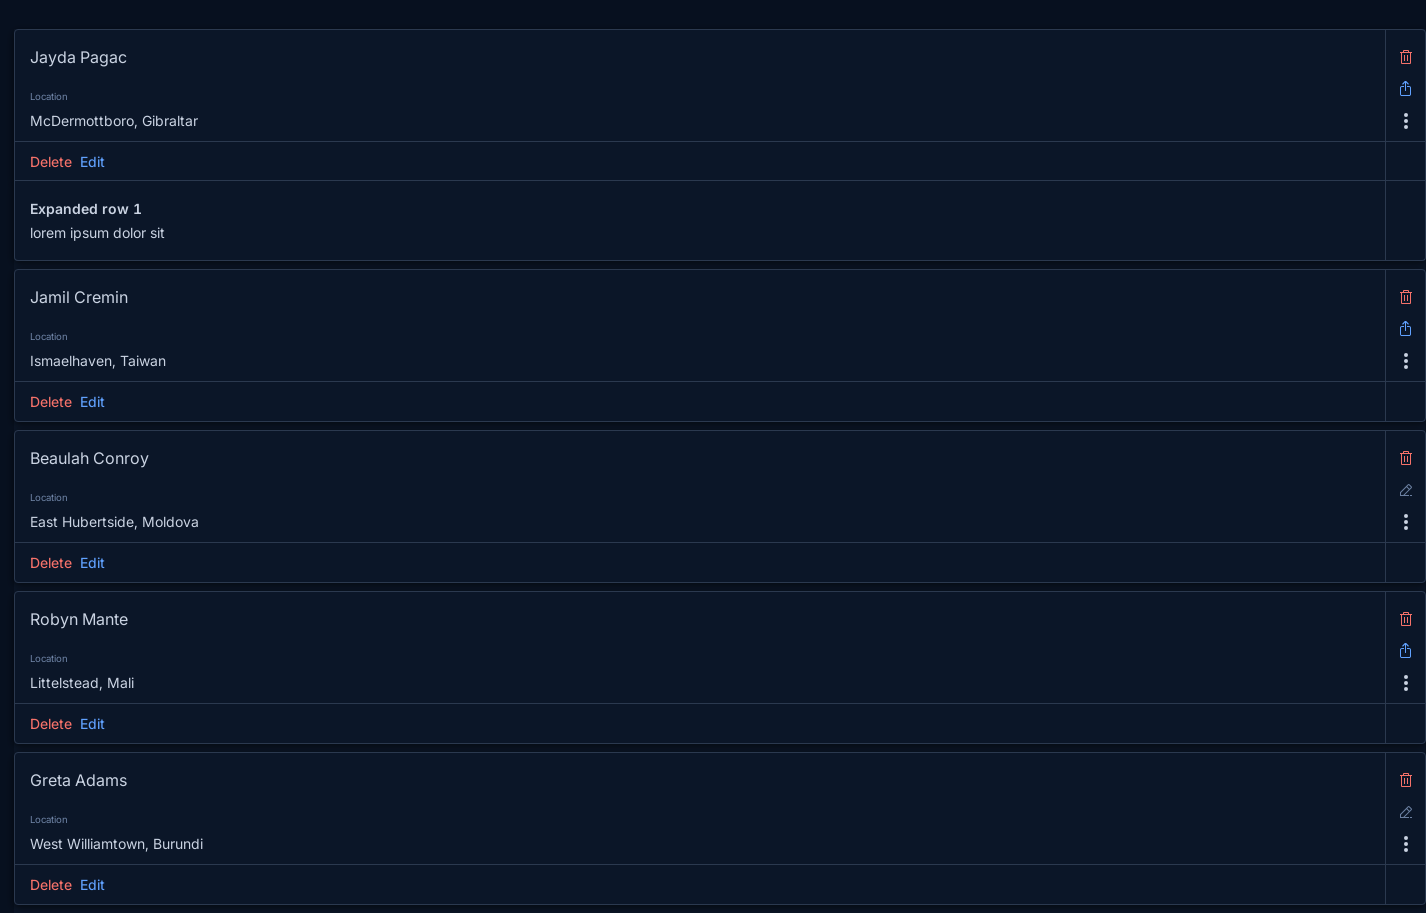 Jayda Pagac
Location
McDermottboro, Gibraltar
Delete Edit
Expanded row 1
lorem ipsum dolor sit
Jamil Cremin
Location
Ismaelhaven, Taiwan
Delete Edit
Beaulah Conroy
Location
East Hubertside, Moldova
Delete Edit
Robyn Mante
Location
Littelstead, Mali
Delete Edit
Greta Adams
Location
West Williamtown, Burundi
Delete Edit